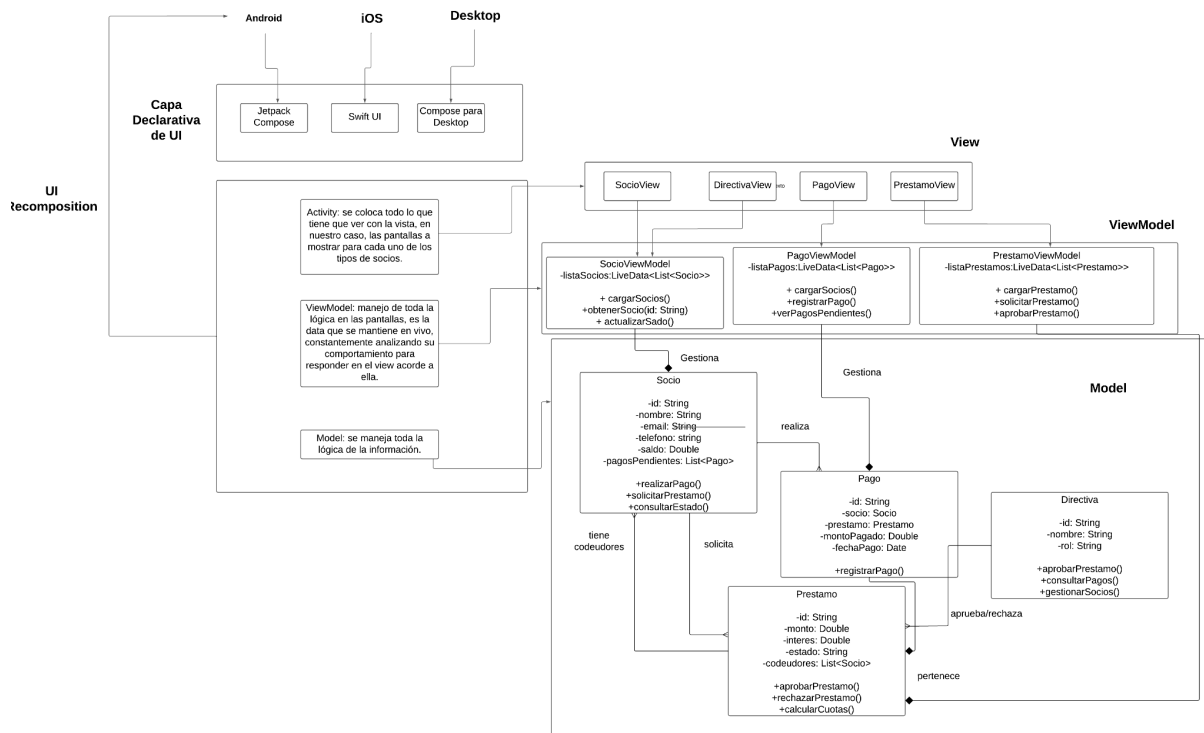 Android
iOS
Desktop
Capa
Declarativa
de UI
Jetpack
Compose
Swift UI
Compose para
Desktop
UI
Recomposition
Activity: se coloca todo lo que
tiene que ver con la vista, en
nuestro caso, las pantallas a
mostrar para cada uno de los
tipos de socios.
ViewModel: manejo de toda la
lógica en las pantallas, es la
data que se mantiene en vivo,
constantemente analizando su
comportamiento para
responder en el view acorde a
ella.
Model: se maneja toda la
lógica de la información.
View
SocioView
DirectivaView
PagoView
PrestamoView
ViewModel
SocioViewModel
-listaSocios:LiveData<List<Socio>>
+ cargarSocios()
+obtenerSocio(id: String)
+ actualizarSado()
PagoViewModel
-listaPagos:LiveData<List<Pago>>
+ cargarSocios()
+registrarPago()
+verPagosPendientes()
PrestamoViewModel
-listaPrestamos:LiveData<List<Prestamo>>
+ cargarPrestamo()
+solicitarPrestamo()
+aprobarPrestamo()
Gestiona
Gestiona
Model
Socio
-id: String
-nombre: String
-email: String
-telefono: string
-saldo: Double
-pagosPendientes: List<Pago>
+realizarPago()
+solicitarPrestamo()
+consultarEstado()
realiza
Pago
-id: String
-socio: Socio
-prestamo: Prestamo
-montoPagado: Double
-fechaPago: Date
+registrarPago()
Directiva
-id: String
-nombre: String
-rol: String
+aprobarPrestamo()
+consultarPagos()
+gestionarSocios()
tiene
codeudores
solicita
Prestamo
-id: String
-monto: Double
-interes: Double
-estado: String
-codeudores: List<Socio>
+aprobarPrestamo()
+rechazarPrestamo()
+calcularCuotas()
aprueba/rechaza
pertenece